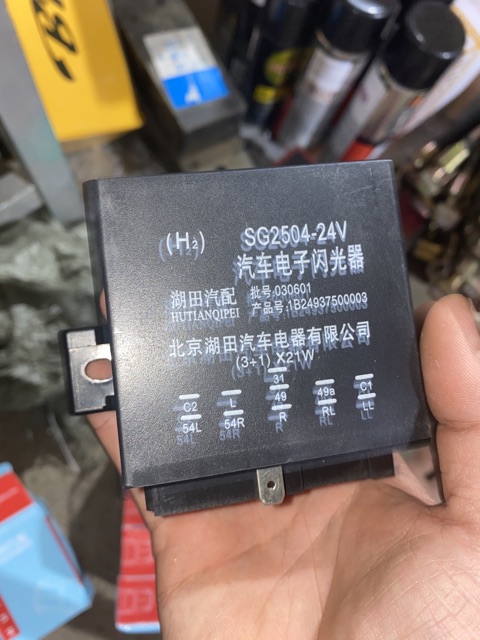 (H₂)
SG2504-24V
汽车电子闪光器
湖田汽配
HUTIANQIPEI
批号:030601
产品号:1B24937500003
北京湖田汽车电器有限公司
(3+1)X21W
31
C2 L 49 49a C1
54L 54R R RL LL